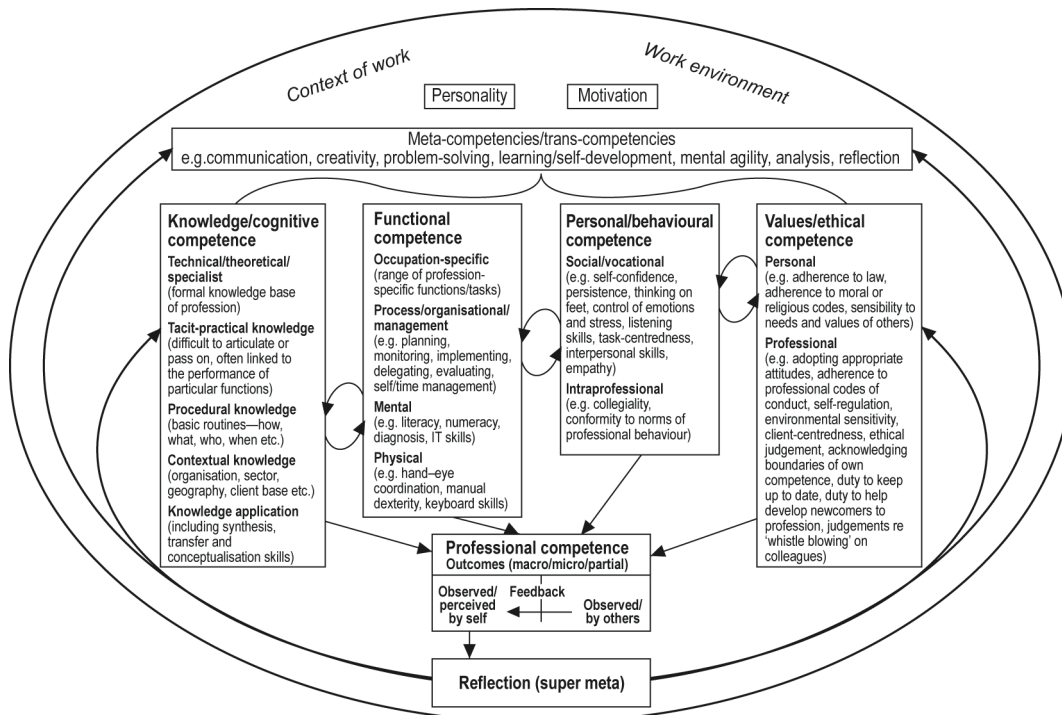 Context of work
Work environment
Personality
Motivation
Meta-competencies/trans-competencies
e.g.communication, creativity, problem-solving, learning/self-development, mental agility, analysis, reflection
Knowledge/cognitive
competence
Technical/theoretical/
specialist
(formal knowledge base
of profession)
Tacit-practical knowledge
(difficult to articulate or
pass on, often linked to
the performance of
particular functions)
Procedural knowledge
(basic routines—how,
what, who, when etc.)
Contextual knowledge
(organisation, sector,
geography, client base etc.)
Knowledge application
(including synthesis,
transfer and
conceptualisation skills)
Functional
competence
Occupation-specific
(range of profession-
specific functions/tasks)
Process/organisational/
management)
(e.g. planning,
monitoring, implementing,
delegating, evaluating,
self/time management)
Mental
(e.g. literacy, numeracy,
diagnosis, IT skills)
Physical
(e.g. hand–eye
coordination, manual
dexterity, keyboard skills)
Personal/behavioural
competence
Social/vocational
(e.g. self-confidence,
persistence, thinking on
feet, control of emotions
and stress, listening
skills, task-centredness,
interpersonal skills,
empathy)
Intraprofessional
(e.g. collegiality,
conformity to norms of
professional behaviour)
Values/ethical
competence
Personal
(e.g. adherence to law,
adherence to moral or
religious codes, sensibility to
needs and values of others)
Professional
(e.g. adopting appropriate
attitudes, adherence to
professional codes of
conduct, self-regulation,
environmental sensitivity,
client-centredness, ethical
judgement, acknowledging
boundaries of own
competence, duty to keep
up to date, duty to help
develop newcomers to
profession, judgements re
‘whistle blowing’ on
colleagues)
Professional competence
Outcomes (macro/micro/partial)
Observed/
perceived
by self
Feedback
Observed/
by others
Reflection (super meta)